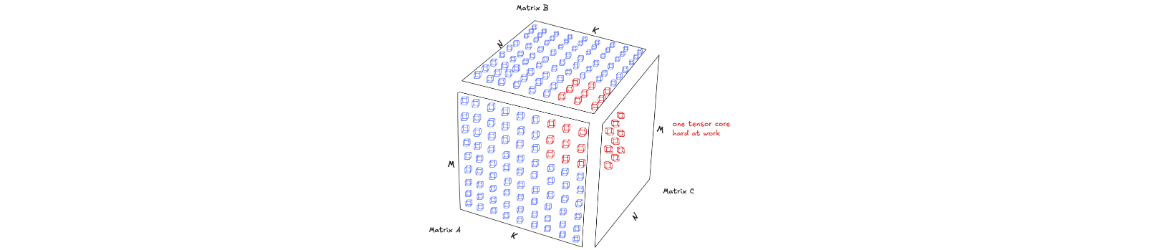 Matrix B
K
N
one tensor core
hard at work
M
M
Matrix C
N
Matrix A
K